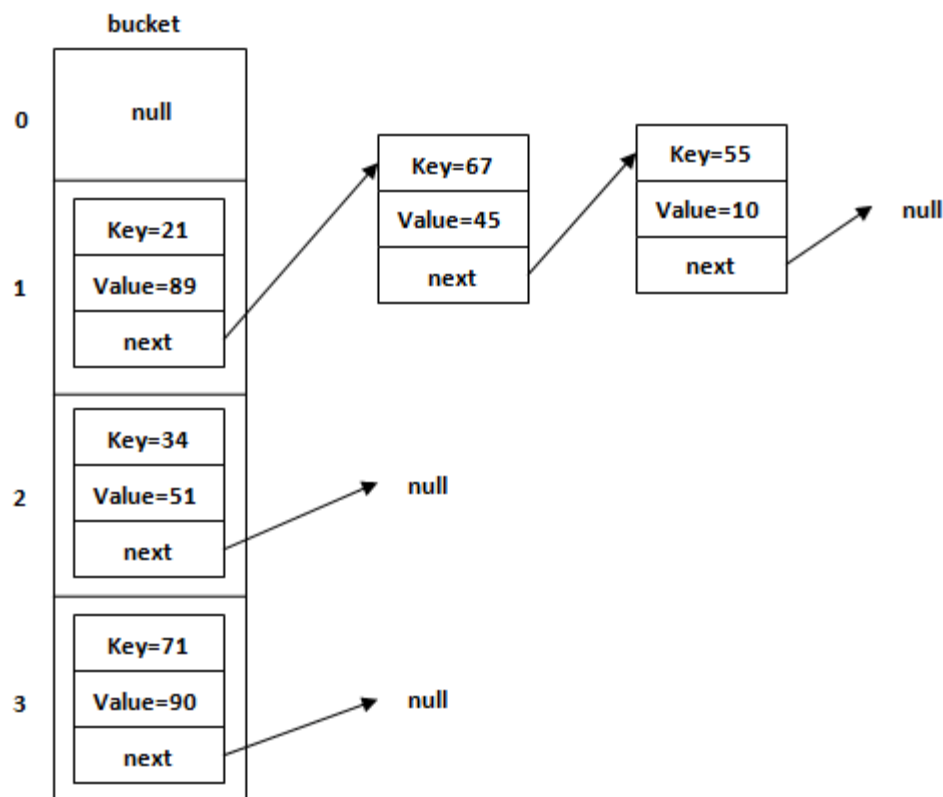 bucket
0
null
1
Key=21
Value=89
next
Key=67
Value=45
next
Key=55
Value=10
next
null
2
Key=34
Value=51
next
null
3
Key=71
Value=90
next
null